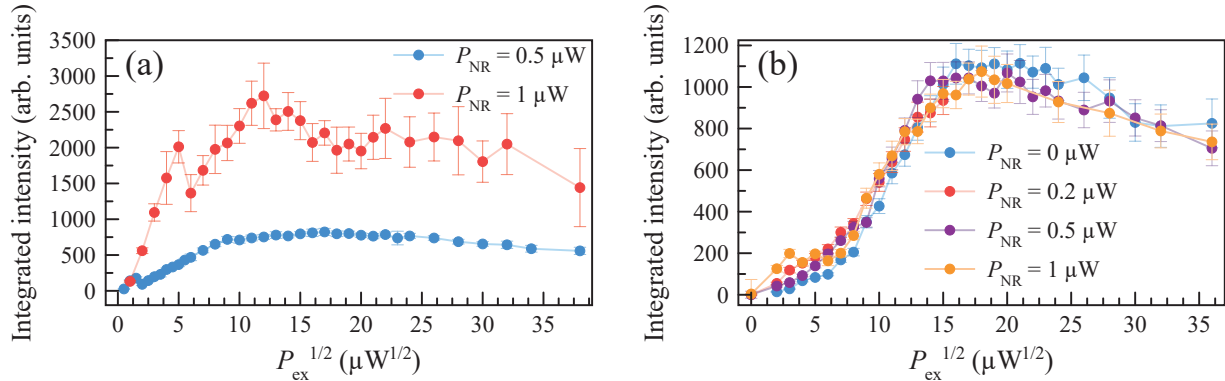 (a)
P_NR = 0.5 µW
P_NR = 1 µW
Integrated intensity (arb. units)
3500
3000
2500
2000
1500
1000
500
0
0 5 10 15 20 25 30 35
P_ex^1/2 (µW^1/2)
(b)
P_NR = 0 µW
P_NR = 0.2 µW
P_NR = 0.5 µW
P_NR = 1 µW
Integrated intensity (arb. units)
1200
1000
800
600
400
200
0
0 5 10 15 20 25 30 35
P_ex^1/2 (µW^1/2)